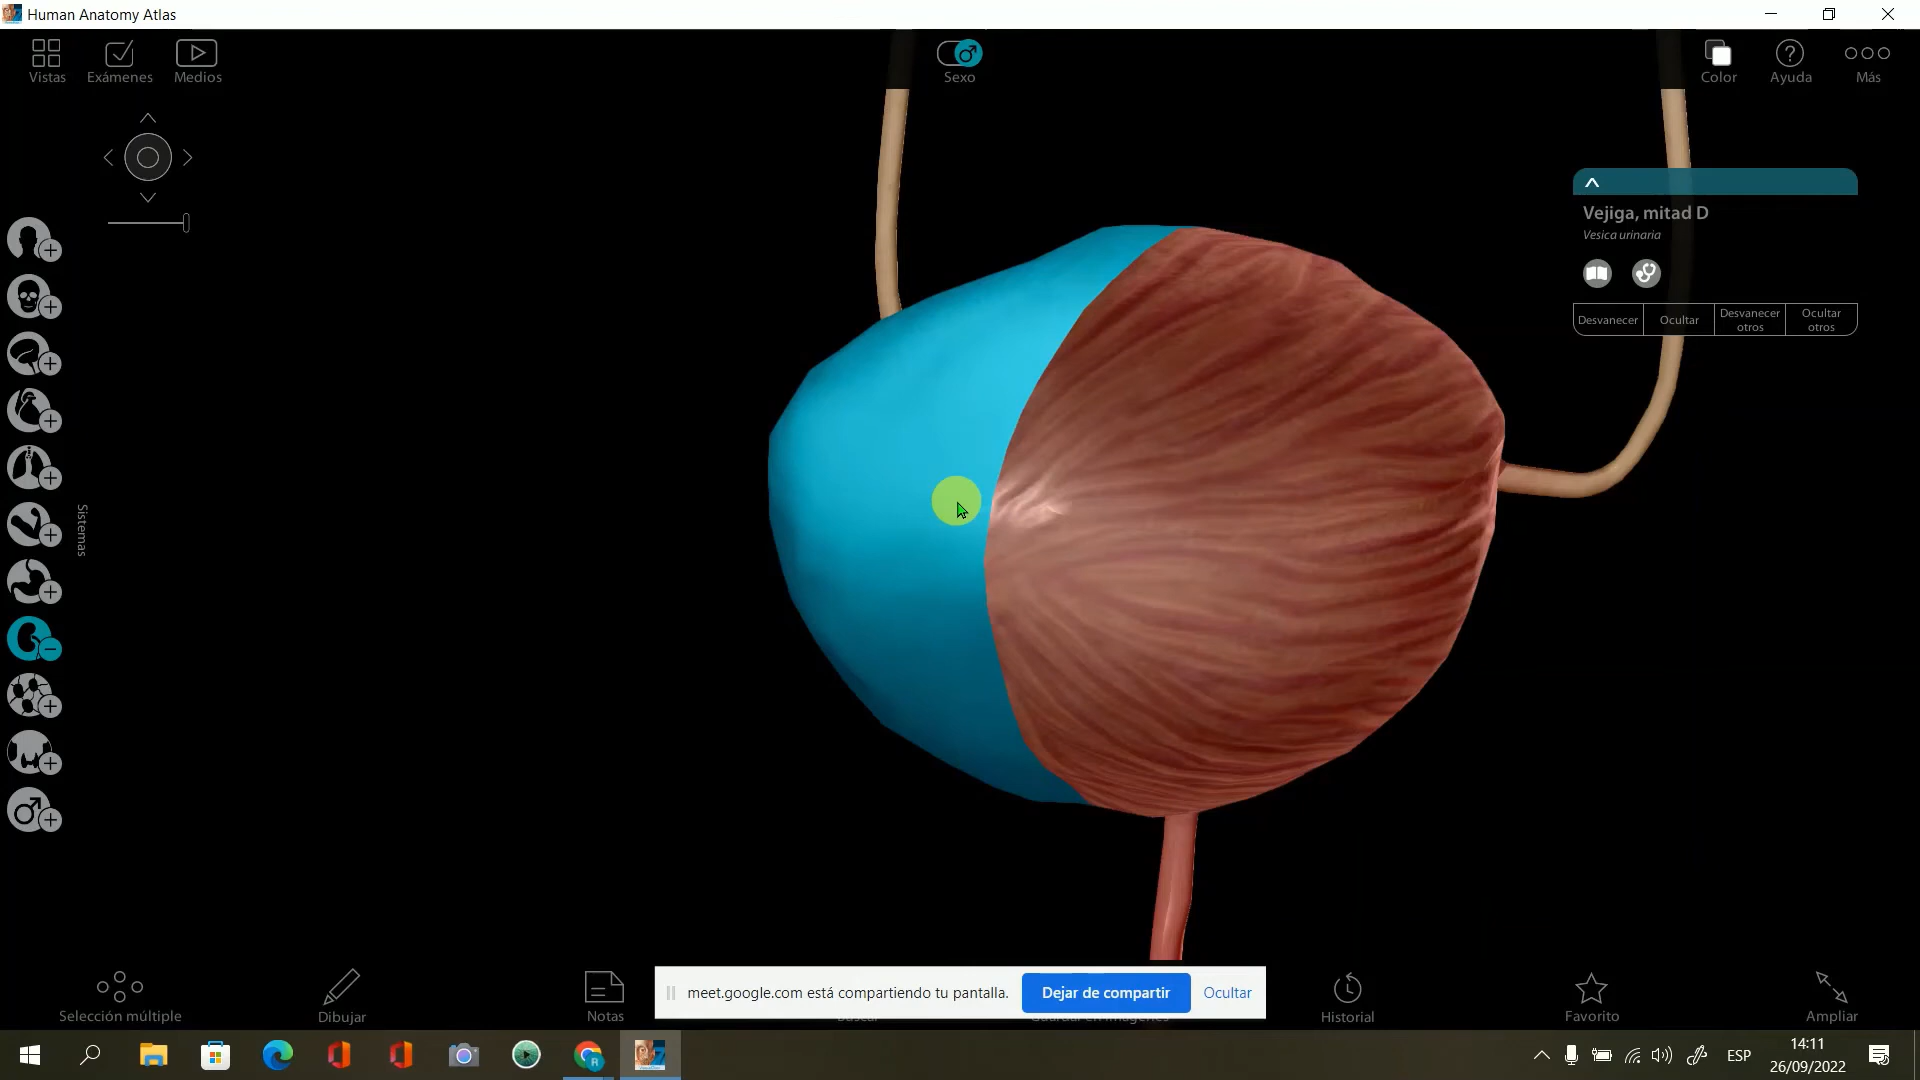 Human Anatomy Atlas
Vistas
Exámenes
Medios
Sexo
Color
Ayuda
Más
Vejiga, mitad D
Vesica urinaria
Desvanecer
Ocultar
Desvanecer
otros
Ocultar
otros
Sistemas
Selección múltiple
Dibujar
Notas
meet.google.com está compartiendo tu pantalla.
Dejar de compartir
Ocultar
Historial
Favorito
Ampliar
ESP
14:11
26/09/2022